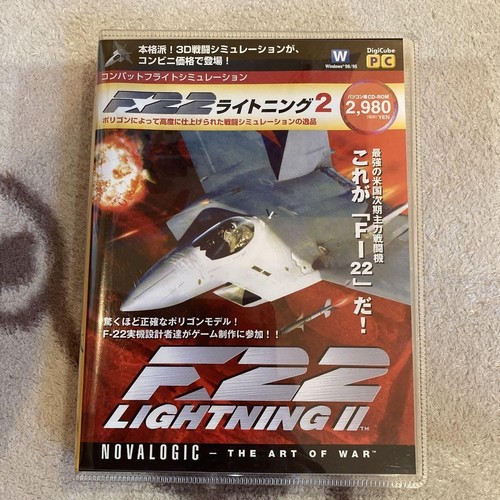 本格派！3D戦闘シミュレーションが、
コンビニ価格で登場！
W
Windows®98/95
DigiCube
PC
コンバットフライトシミュレーション
F-22ライトニング2
ポリゴンによって高度に仕上げられた戦闘シミュレーションの逸品
パソコン用CD-ROM
2,980
YEN
最強の米国次期主力戦闘機
これが「F-22」だ！
驚くほど正確なポリゴンモデル！
F-22実機設計者達がゲーム制作に参加！！
F-22
LIGHTNING II™
NOVALOGIC – THE ART OF WAR™